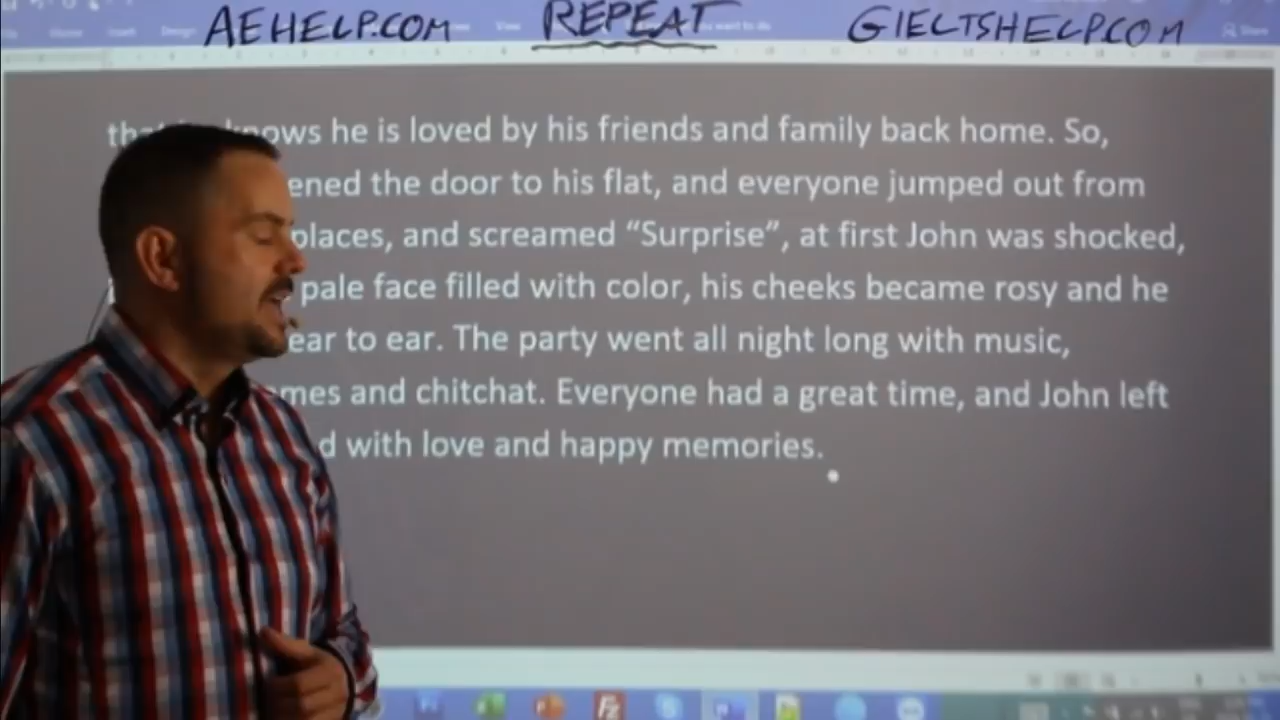 AEHELP.COM REPEAT GIELTSHELP.COM
knows he is loved by his friends and family back home. So,
ened the door to his flat, and everyone jumped out from
places, and screamed “Surprise”, at first John was shocked,
pale face filled with color, his cheeks became rosy and he
ear to ear. The party went all night long with music,
mes and chitchat. Everyone had a great time, and John left
d with love and happy memories.